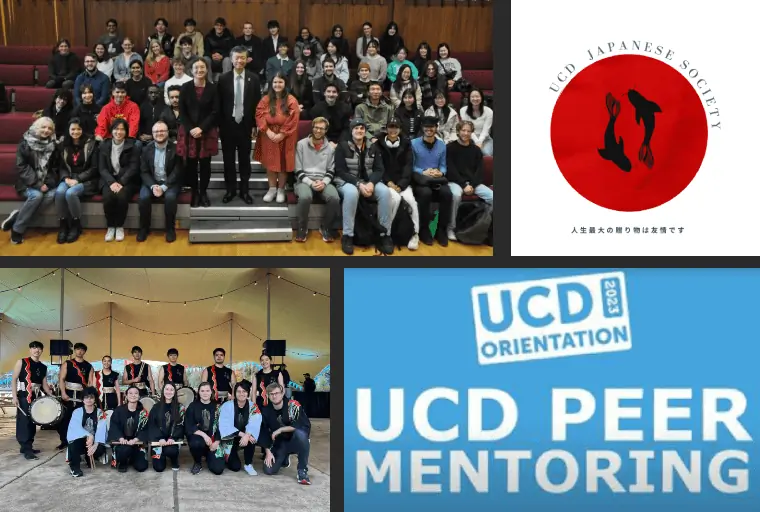 UCD JAPANESE SOCIETY
人生最大の贈り物は友情です
UCD
2023
ORIENTATION
UCD PEER
MENTORING